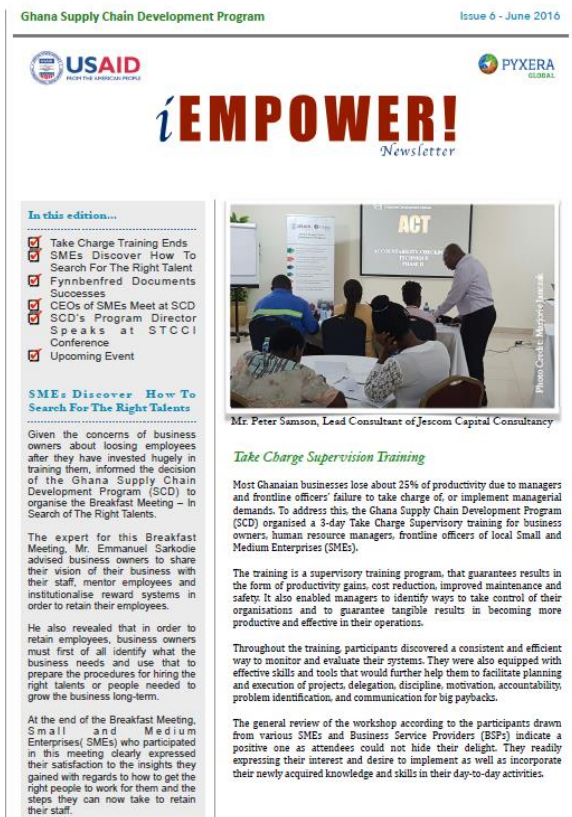 Ghana Supply Chain Development Program
Issue 6 - June 2016
USAID
FROM THE AMERICAN PEOPLE
PYXERA
GLOBAL
iEMPOWER!
Newsletter
In this edition...
Take Charge Training Ends
SMEs Discover How To
Search For The Right Talent
Fynnbenfred Documents
Successes
CEOs of SMEs Meet at SCD
SCD's Program Director
Speaks at STCCI
Conference
Upcoming Event
SMEs Discover How To
Search For The Right Talents
Given the concerns of business
owners about loosing employees
after they have invested hugely in
training them, informed the decision
of the Ghana Supply Chain
Development Program (SCD) to
organise the Breakfast Meeting – In
Search of The Right Talents.
The expert for this Breakfast
Meeting, Mr. Emmanuel Sarkodie
advised business owners to share
their vision of their business with
their staff, mentor employees and
institutionalise reward systems in
order to retain their employees.
He also revealed that in order to
retain employees, business owners
must first of all identify what the
business needs and use that to
prepare the procedures for hiring the
right talents or people needed to
grow the business long-term.
At the end of the Breakfast Meeting,
Small and Medium
Enterprises( SMEs) who participated
in this meeting clearly expressed
their satisfaction to the insights they
gained with regards to how to get the
right people to work for them and the
steps they can now take to retain
their staff.
ACT
ACCOUNTABILITY CHECKPOINT
TECHNIQUE
PHASE II
Photo Credit: Marjorie Janczak
Mr. Peter Samson, Lead Consultant of Jescom Capital Consultancy
Take Charge Supervision Training
Most Ghanaian businesses lose about 25% of productivity due to managers
and frontline officers' failure to take charge of, or implement managerial
demands. To address this, the Ghana Supply Chain Development Program
(SCD) organised a 3-day Take Charge Supervisory training for business
owners, human resource managers, frontline officers of local Small and
Medium Enterprises (SMEs).
The training is a supervisory training program, that guarantees results in
the form of productivity gains, cost reduction, improved maintenance and
safety. It also enabled managers to identify ways to take control of their
organisations and to guarantee tangible results in becoming more
productive and effective in their operations.
Throughout the training, participants discovered a consistent and efficient
way to monitor and evaluate their systems. They were also equipped with
effective skills and tools that would further help them to facilitate planning
and execution of projects, delegation, discipline, motivation, accountability,
problem identification, and communication for big paybacks.
The general review of the workshop according to the participants drawn
from various SMEs and Business Service Providers (BSPs) indicate a
positive one as attendees could not hide their delight. They readily
expressing their interest and desire to implement as well as incorporate
their newly acquired knowledge and skills in their day-to-day activities.